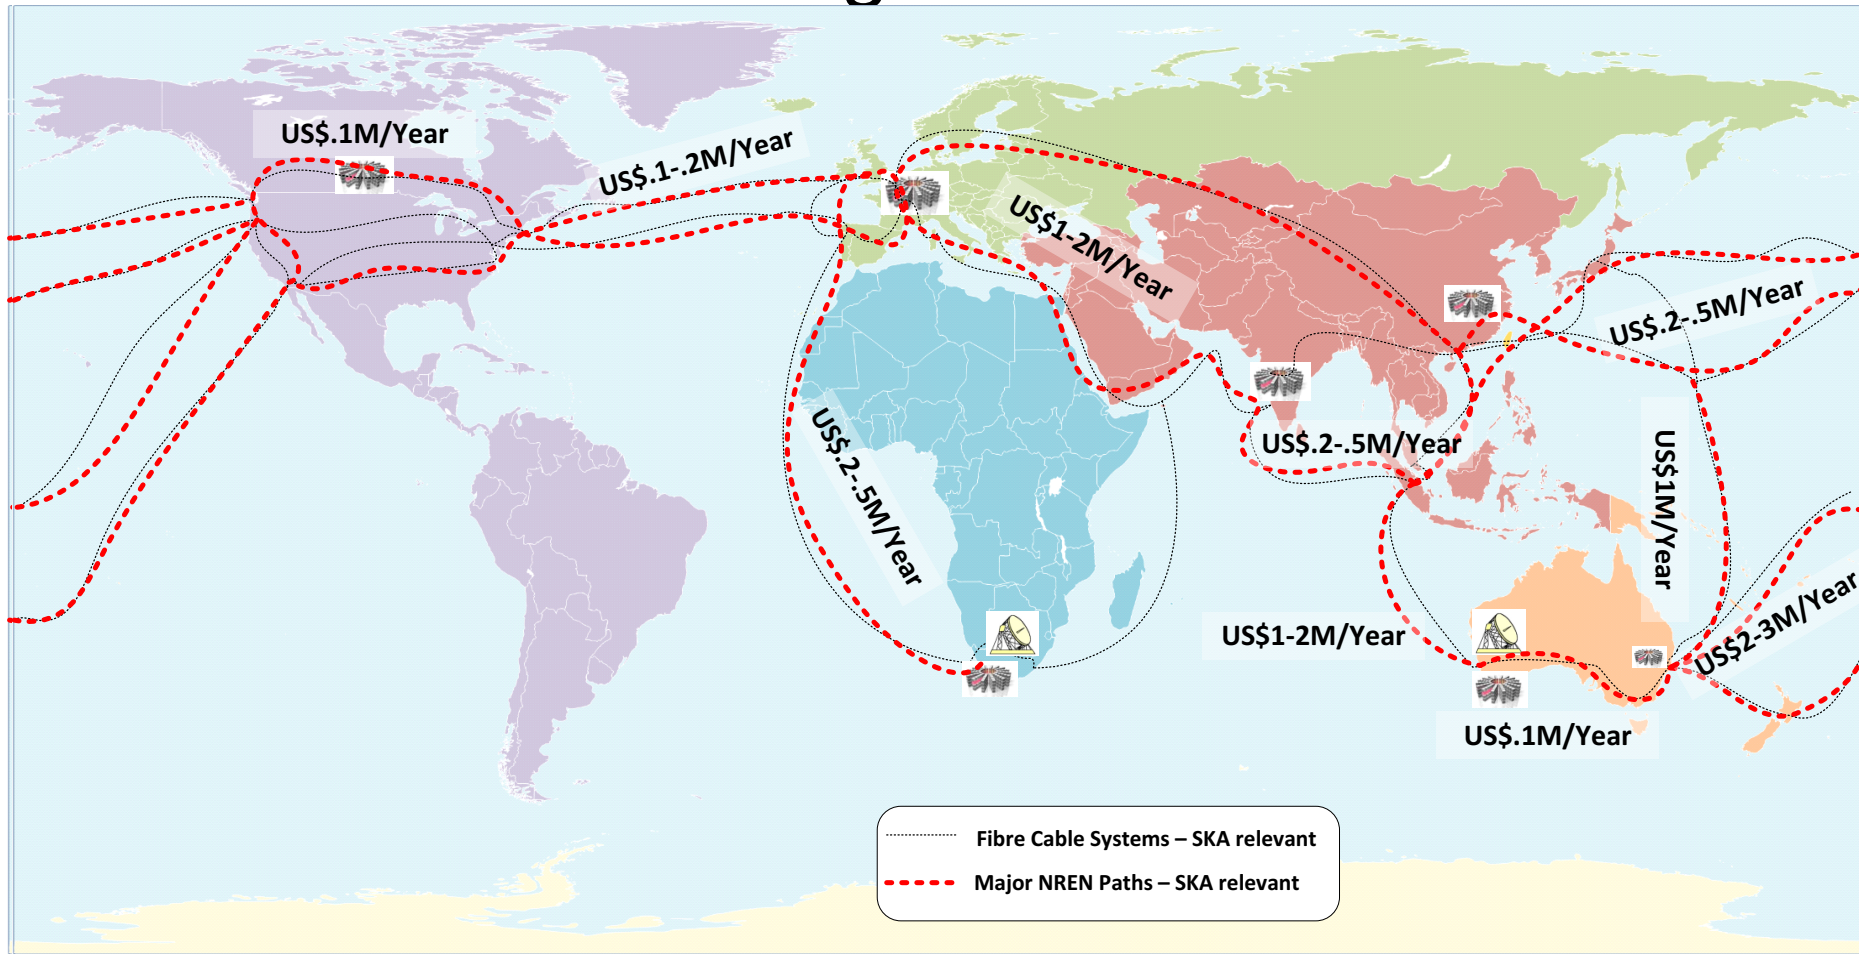 US$.1M/Year
US$.1-.2M/Year
US$1-2M/Year
US$.2-.5M/Year
US$.2-.5M/Year
US$.2-.5M/Year
US$1M/Year
US$1-2M/Year
US$2-3M/Year
US$.1M/Year
Fibre Cable Systems – SKA relevant
Major NREN Paths – SKA relevant